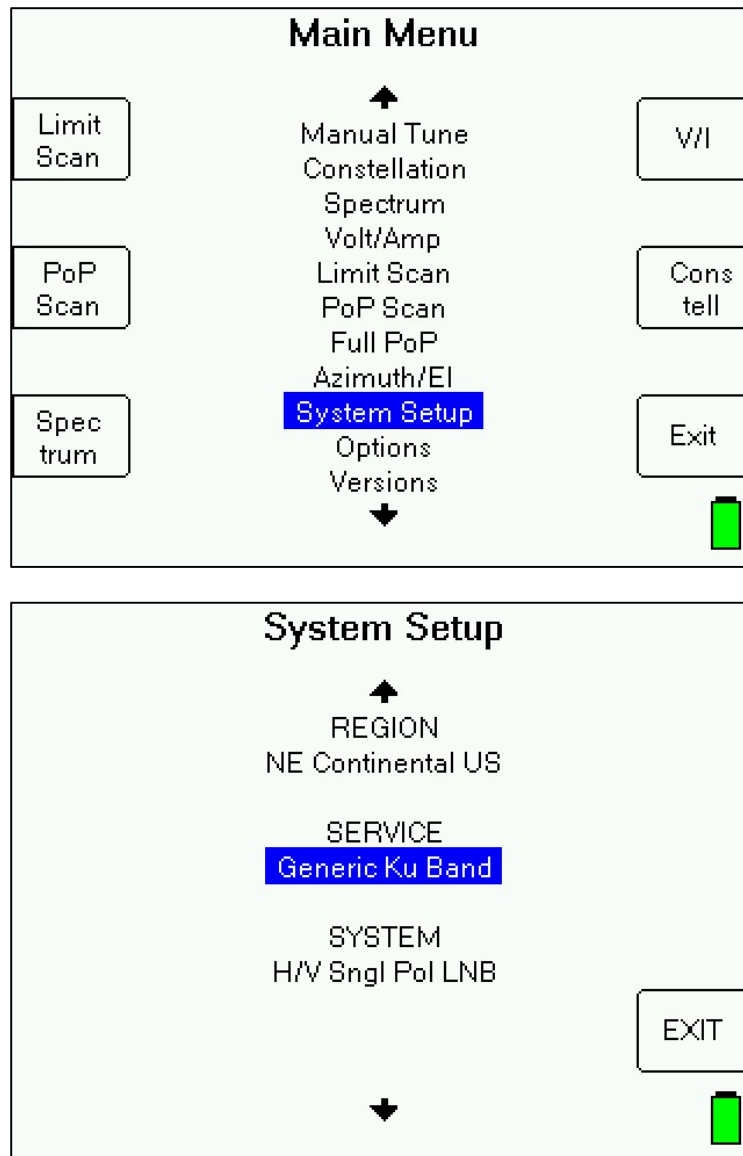 Main Menu
Limit
Scan
PoP
Scan
Spec
trum
Manual Tune
Constellation
Spectrum
Volt/Amp
Limit Scan
PoP Scan
Full PoP
Azimuth/El
System Setup
Options
Versions
V/I
Cons
tell
Exit
System Setup
REGION
NE Continental US
SERVICE
Generic Ku Band
SYSTEM
H/V Sngl Pol LNB
EXIT